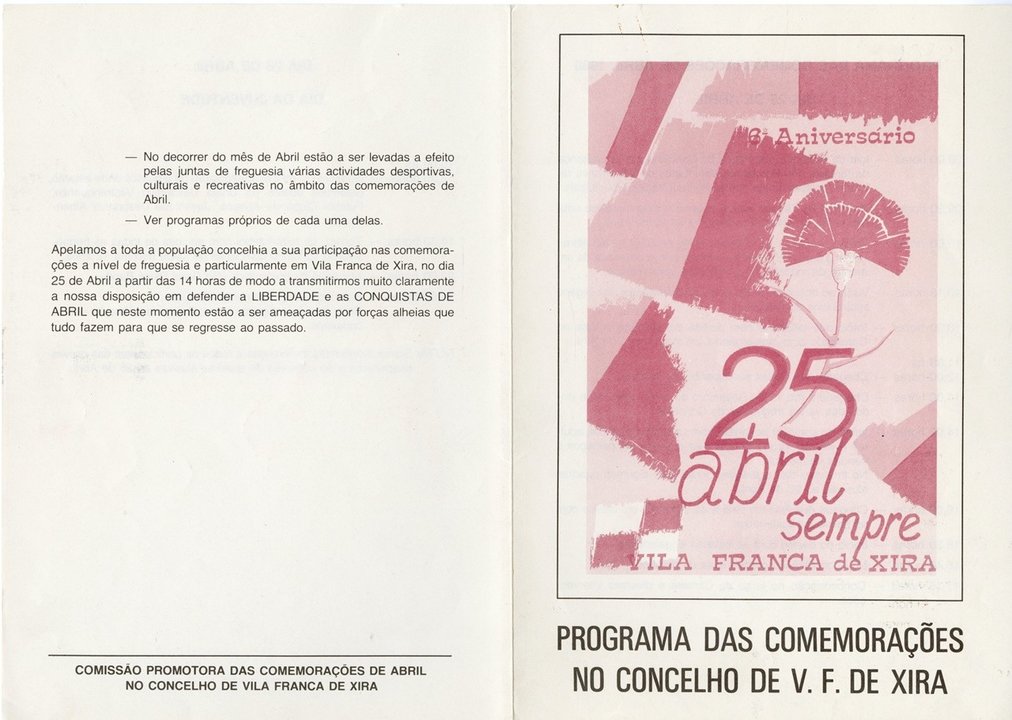 — No decorrer do mês de Abril estão a ser levadas a efeito
pelas juntas de freguesia várias actividades desportivas,
culturais e recreativas no âmbito das comemorações de
Abril.
— Ver programas próprios de cada uma delas.
Apelamos a toda a população concelhia a sua participação nas comemora-
ções a nível de freguesia e particularmente em Vila Franca de Xira, no dia
25 de Abril a partir das 14 horas de modo a transmitirmos muito claramente
a nossa disposição em defender a LIBERDADE e as CONQUISTAS DE
ABRIL que neste momento estão a ser ameaçadas por forças alheias que
tudo fazem para que se regresse ao passado.
COMISSÃO PROMOTORA DAS COMEMORAÇÕES DE ABRIL
NO CONCELHO DE VILA FRANCA DE XIRA
6º Aniversário
25
abril
sempre
VILA FRANCA de XIRA
PROGRAMA DAS COMEMORAÇÕES
NO CONCELHO DE V. F. DE XIRA